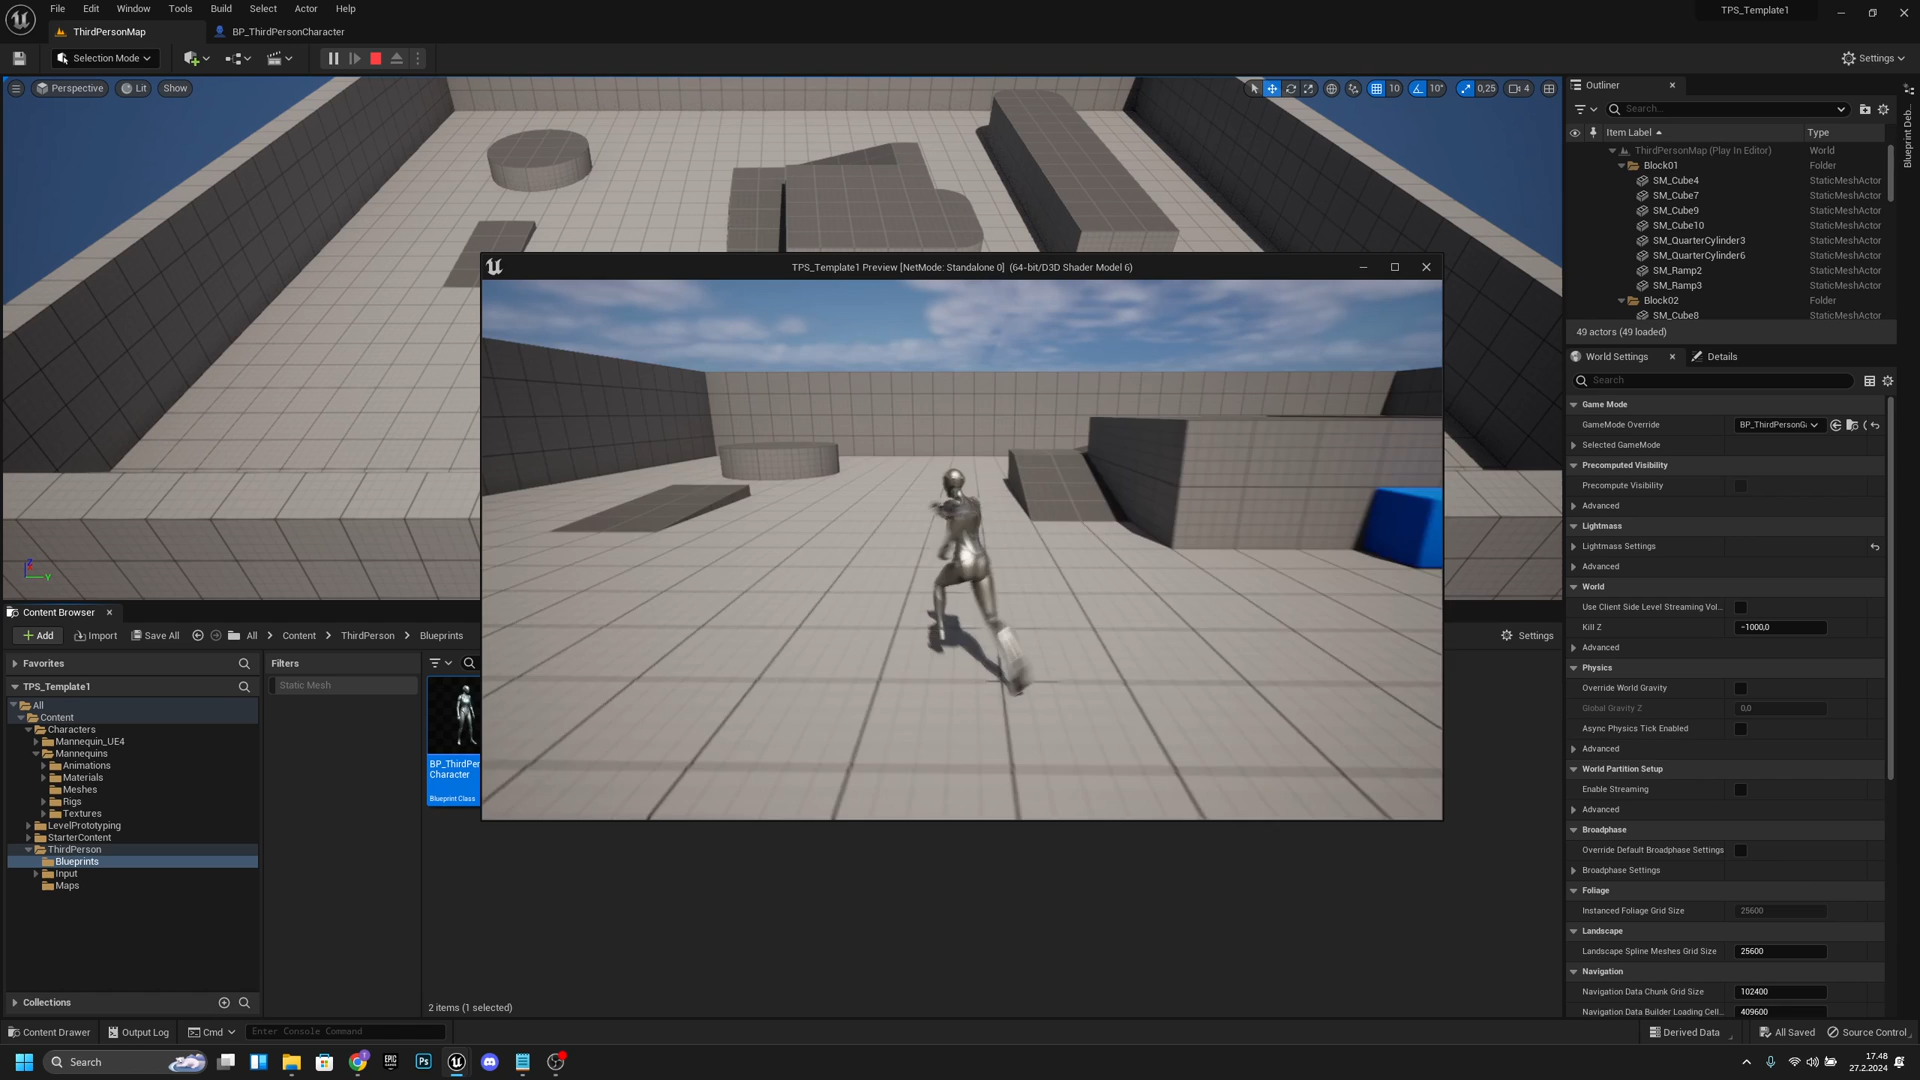 File Edit Window Tools Build Select Actor Help
TPS_Template1
ThirdPersonMap
BP_ThirdPersonCharacter
Selection Mode
Settings
Perspective Lit Show
10 10° 0,25 4
Outliner
Search...
Item Label Type
ThirdPersonMap (Play In Editor) World
Block01 Folder
SM_Cube4 StaticMeshActor
SM_Cube7 StaticMeshActor
SM_Cube9 StaticMeshActor
SM_Cube10 StaticMeshActor
SM_QuarterCylinder3 StaticMeshActor
SM_QuarterCylinder6 StaticMeshActor
SM_Ramp2 StaticMeshActor
SM_Ramp3 StaticMeshActor
Block02 Folder
SM_Cube8 StaticMeshActor
49 actors (49 loaded)
Blueprint Deb...
TPS_Template1 Preview [NetMode: Standalone 0] (64-bit/D3D Shader Model 6)
World Settings
Details
Search
Game Mode
GameMode Override BP_ThirdPersonG
Selected GameMode
Precomputed Visibility
Precompute Visibility
Advanced
Lightmass
Lightmass Settings
Advanced
World
Use Client Side Level Streaming Vol...
Kill Z -1000,0
Advanced
Physics
Override World Gravity
Global Gravity Z 0,0
Async Physics Tick Enabled
Advanced
World Partition Setup
Enable Streaming
Advanced
Broadphase
Override Default Broadphase Settings
Broadphase Settings
Foliage
Instanced Foliage Grid Size 25600
Landscape
Landscape Spline Meshes Grid Size 25600
Navigation
Navigation Data Chunk Grid Size 102400
Navigation Data Builder Loading Cell... 409600
Content Browser
Add Import Save All All Content ThirdPerson Blueprints
Settings
Favorites
TPS_Template1
All
Content
Characters
Mannequin_UE4
Mannequins
Animations
Materials
Meshes
Rigs
Textures
LevelPrototyping
StarterContent
ThirdPerson
Blueprints
Input
Maps
Collections
Filters
Static Mesh
BP_ThirdPer
Character
Blueprint Class
2 items (1 selected)
Content Drawer Output Log Cmd Enter Console Command
Derived Data All Saved Source Control
Search
EPIC
Ps
17.48
27.2.2024